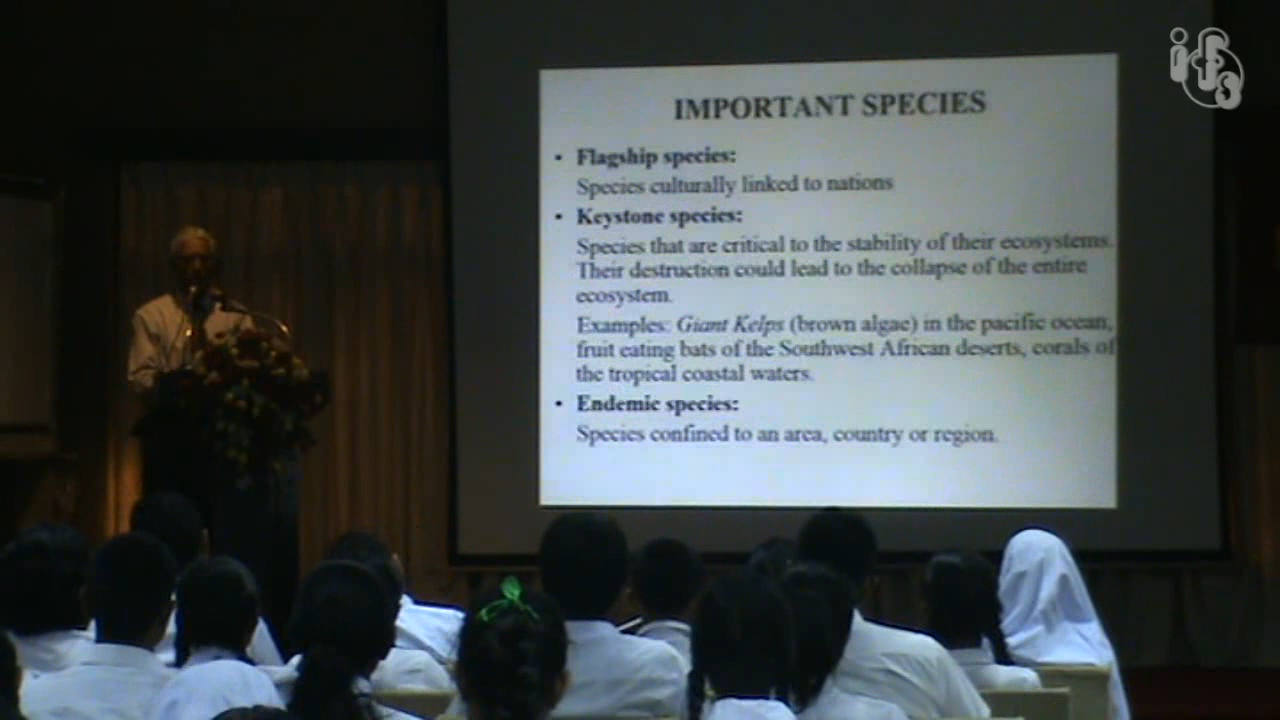 IMPORTANT SPECIES
• Flagship species:
Species culturally linked to nations
• Keystone species:
Species that are critical to the stability of their ecosystems.
Their destruction could lead to the collapse of the entire
ecosystem.
Examples: Giant Kelps (brown algae) in the pacific ocean,
fruit eating bats of the Southwest African deserts, corals of
the tropical coastal waters.
• Endemic species:
Species confined to an area, country or region.